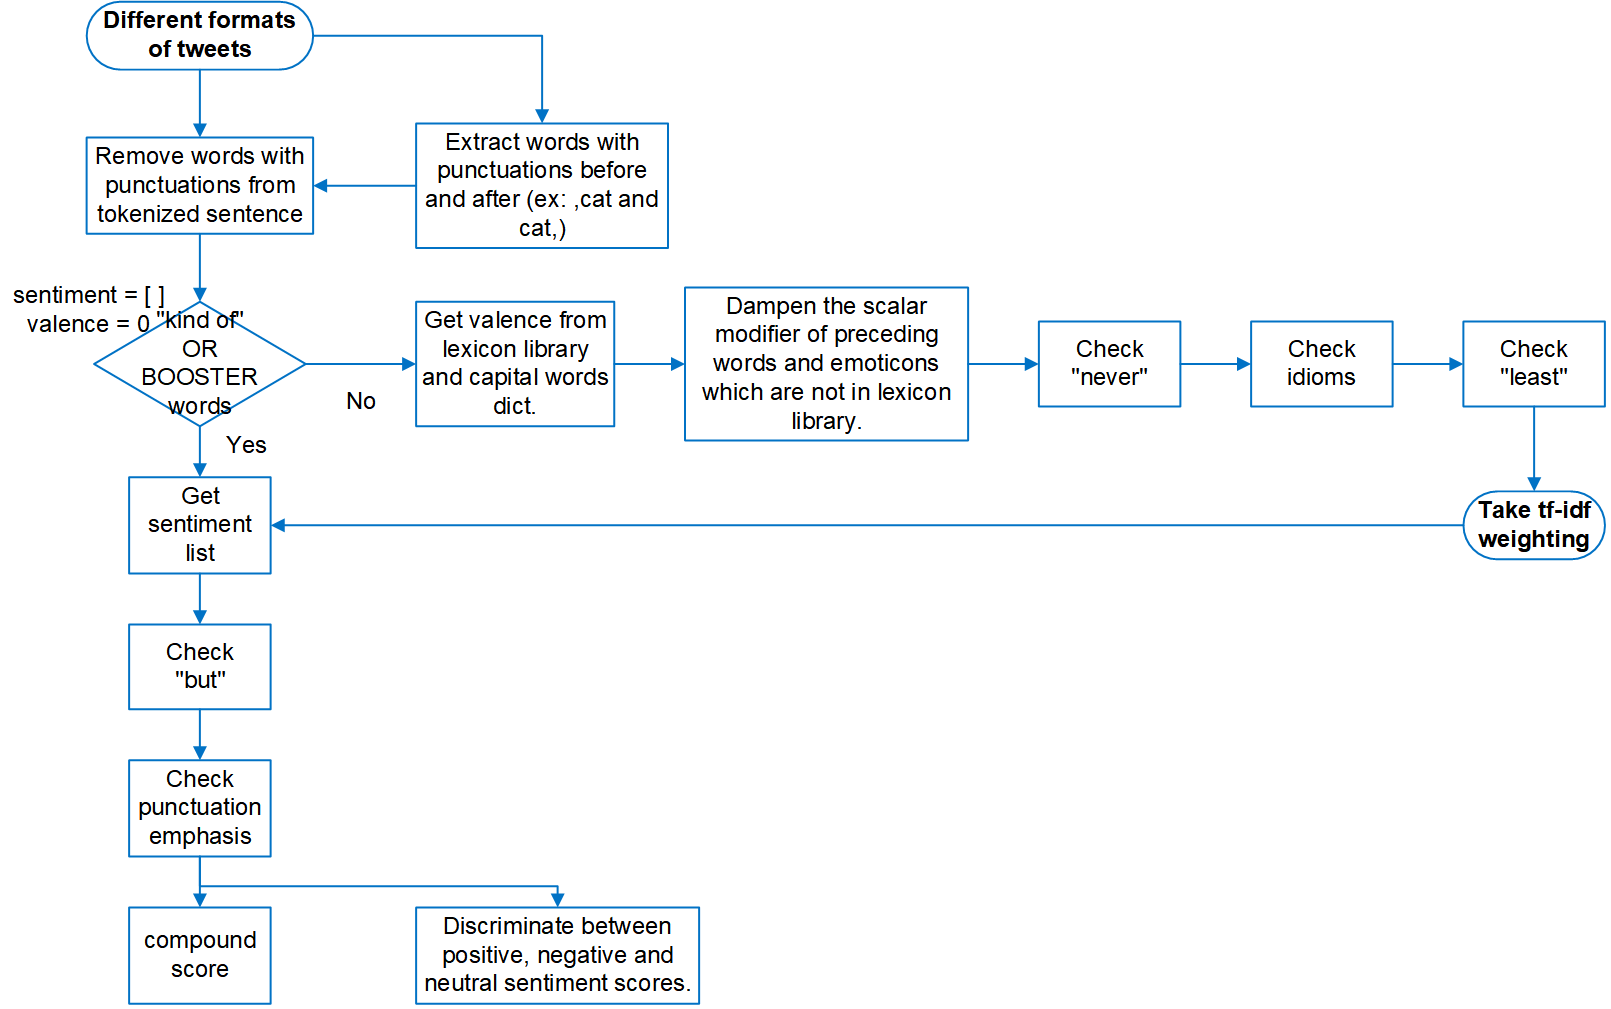 Different formats
of tweets
Remove words with
punctuations from
tokenized sentence
Extract words with
punctuations before
and after (ex: ,cat and
cat,)
sentiment = [ ]
valence = 0
"kind of"
OR
BOOSTER
words
No
Yes
Get valence from
lexicon library
and capital words
dict.
Dampen the scalar
modifier of preceding
words and emoticons
which are not in lexicon
library.
Check
"never"
Check
idioms
Check
"least"
Take tf-idf
weighting
Get
sentiment
list
Check
"but"
Check
punctuation
emphasis
compound
score
Discriminate between
positive, negative and
neutral sentiment scores.